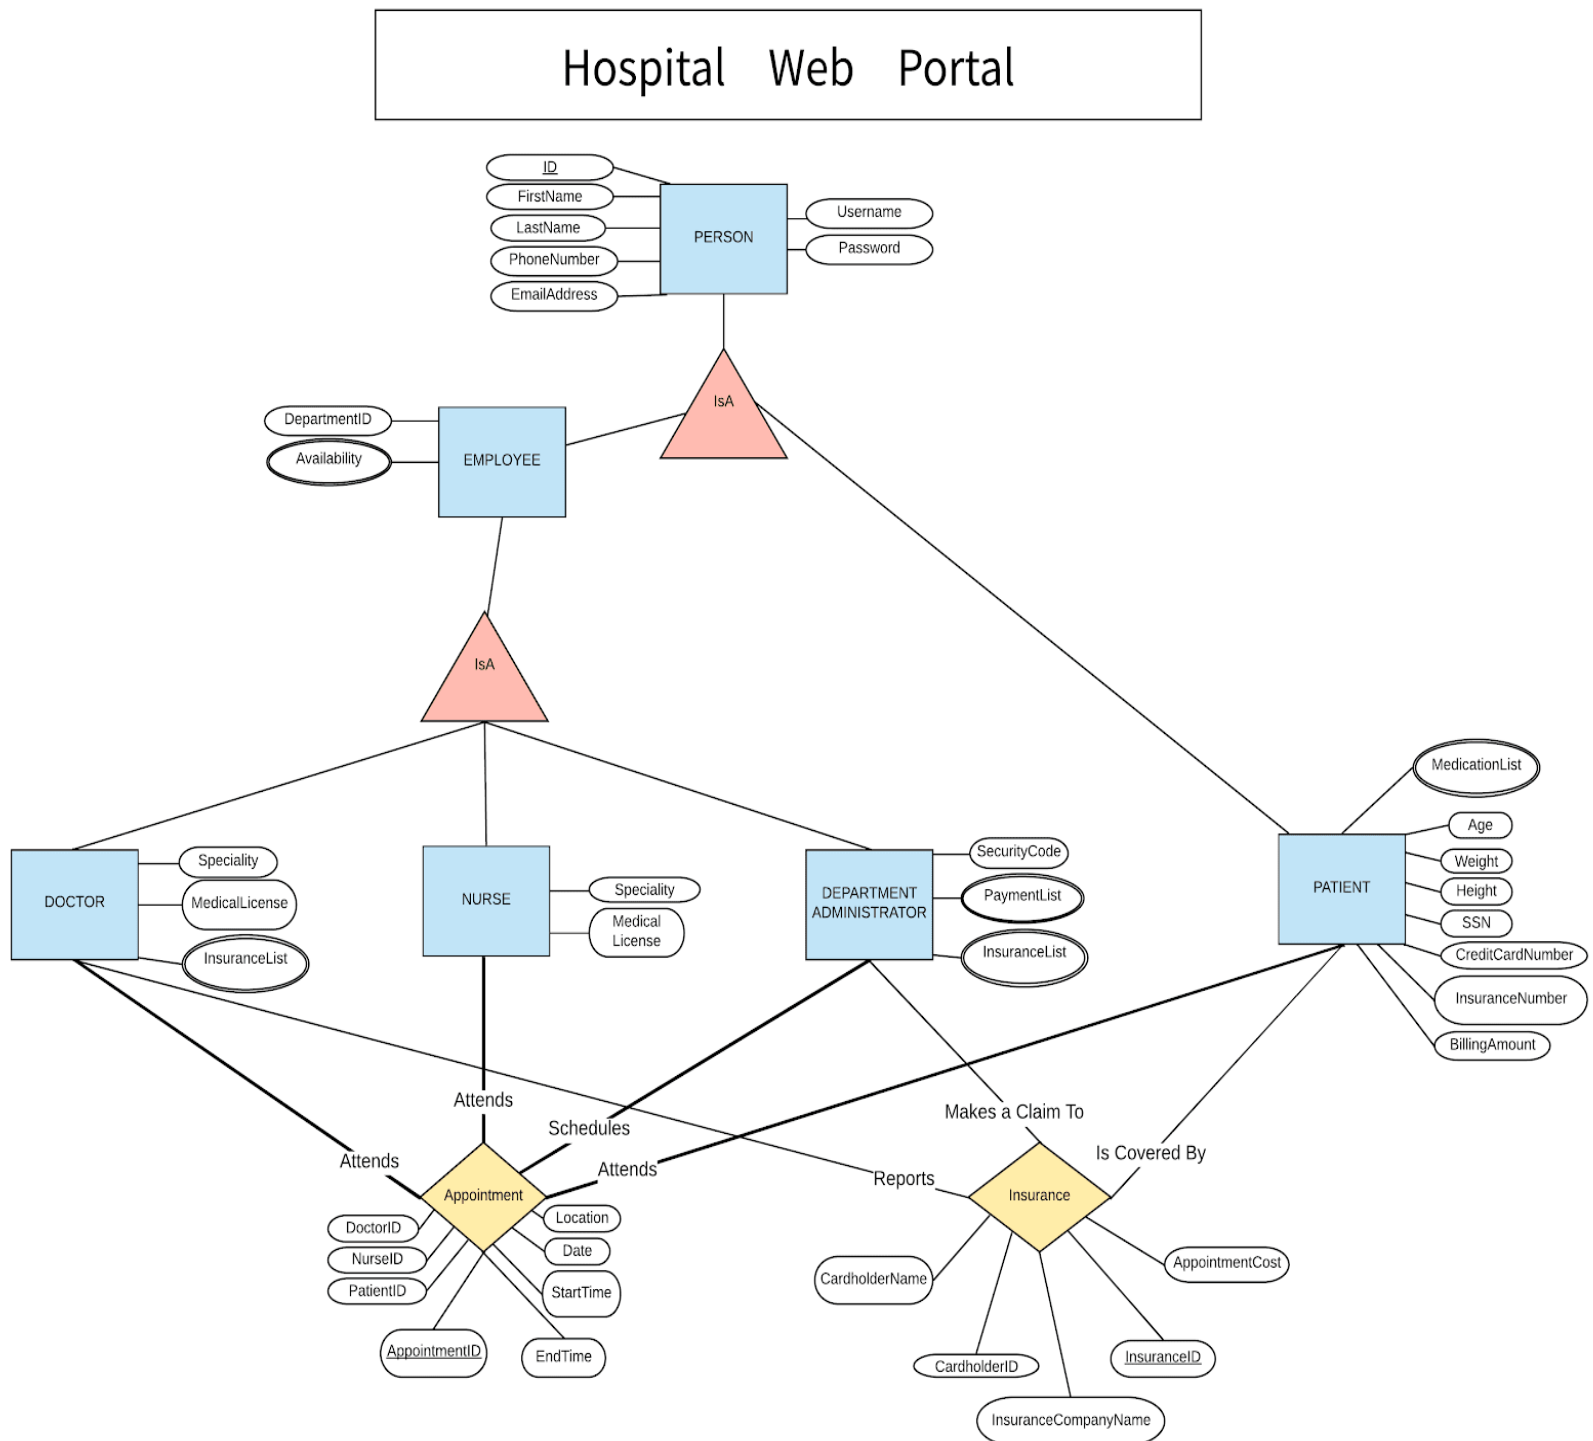 Hospital Web Portal
ID
FirstName
LastName
PhoneNumber
EmailAddress
PERSON
Username
Password
IsA
DepartmentID
Availability
EMPLOYEE
IsA
MedicationList
Age
Weight
Height
SSN
CreditCardNumber
InsuranceNumber
BillingAmount
PATIENT
DOCTOR
Speciality
MedicalLicense
InsuranceList
NURSE
Speciality
Medical
License
DEPARTMENT
ADMINISTRATOR
SecurityCode
PaymentList
InsuranceList
Attends
Attends
Schedules
Attends
Reports
Makes a Claim To
Is Covered By
Appointment
DoctorID
NurseID
PatientID
AppointmentID
Location
Date
StartTime
EndTime
Insurance
CardholderName
CardholderID
InsuranceCompanyName
InsuranceID
AppointmentCost